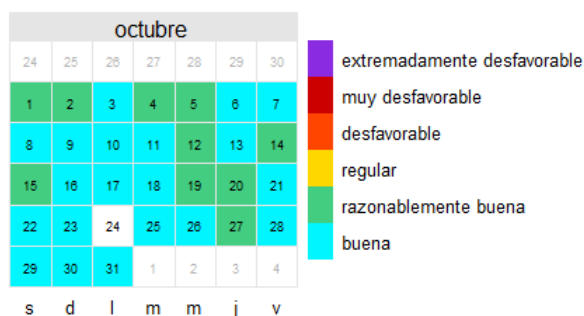 octubre
24 25 26 27 28 29 30
1 2 3 4 5 6 7
8 9 10 11 12 13 14
15 16 17 18 19 20 21
22 23 24 25 26 27 28
29 30 31 1 2 3 4
s d l m m j v
extremadamente desfavorable
muy desfavorable
desfavorable
regular
razonablemente buena
buena